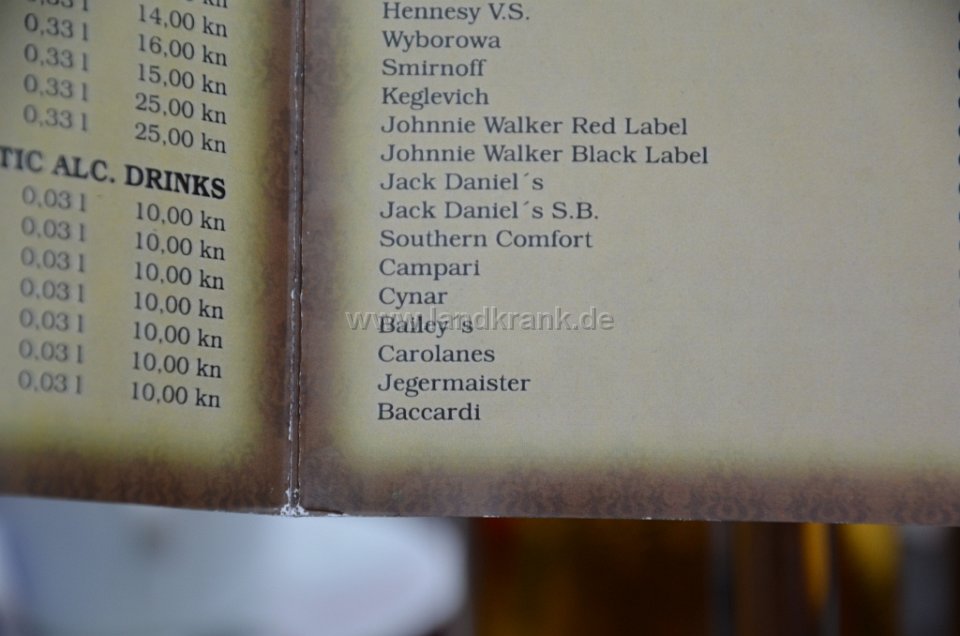 0,33 l 14,00 kn
0,33 l 16,00 kn
0,33 l 15,00 kn
0,33 l 25,00 kn
0,33 l 25,00 kn
TIC ALC. DRINKS
0,03 l 10,00 kn
0,03 l 10,00 kn
0,03 l 10,00 kn
0,03 l 10,00 kn
0,03 l 10,00 kn
0,03 l 10,00 kn
0,03 l 10,00 kn
Hennesy V.S.
Wyborowa
Smirnoff
Keglevich
Johnnie Walker Red Label
Johnnie Walker Black Label
Jack Daniel´s
Jack Daniel´s S.B.
Southern Comfort
Campari
Cynar
Bailey´s
Carolanes
Jegermaister
Baccardi
www.landkrank.de